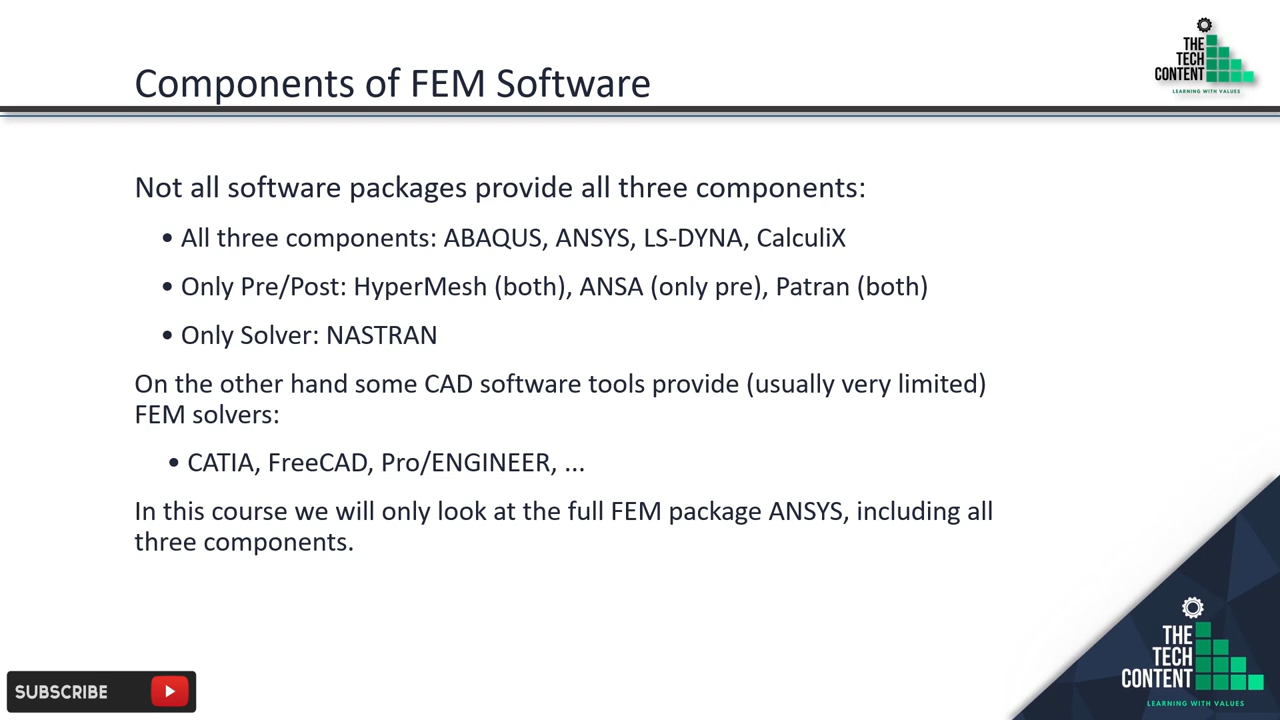 Components of FEM Software
THE
TECH
CONTENT
LEARNING WITH VALUES
Not all software packages provide all three components:
• All three components: ABAQUS, ANSYS, LS-DYNA, CalculiX
• Only Pre/Post: HyperMesh (both), ANSA (only pre), Patran (both)
• Only Solver: NASTRAN
On the other hand some CAD software tools provide (usually very limited)
FEM solvers:
• CATIA, FreeCAD, Pro/ENGINEER, ...
In this course we will only look at the full FEM package ANSYS, including all
three components.
SUBSCRIBE
THE
TECH
CONTENT
LEARNING WITH VALUES